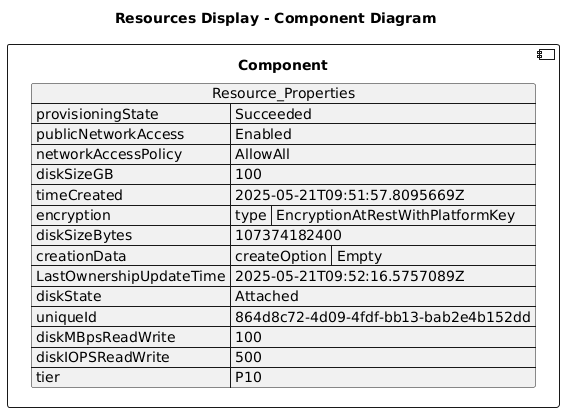 Resources Display - Component Diagram
Component
Resource_Properties
provisioningState Succeeded
publicNetworkAccess Enabled
networkAccessPolicy AllowAll
diskSizeGB 100
timeCreated 2025-05-21T09:51:57.8095669Z
encryption type EncryptionAtRestWithPlatformKey
diskSizeBytes 107374182400
creationData createOption Empty
LastOwnershipUpdateTime 2025-05-21T09:52:16.5757089Z
diskState Attached
uniqueId 864d8c72-4d09-4fdf-bb13-bab2e4b152dd
diskMBpsReadWrite 100
diskIOPSReadWrite 500
tier P10